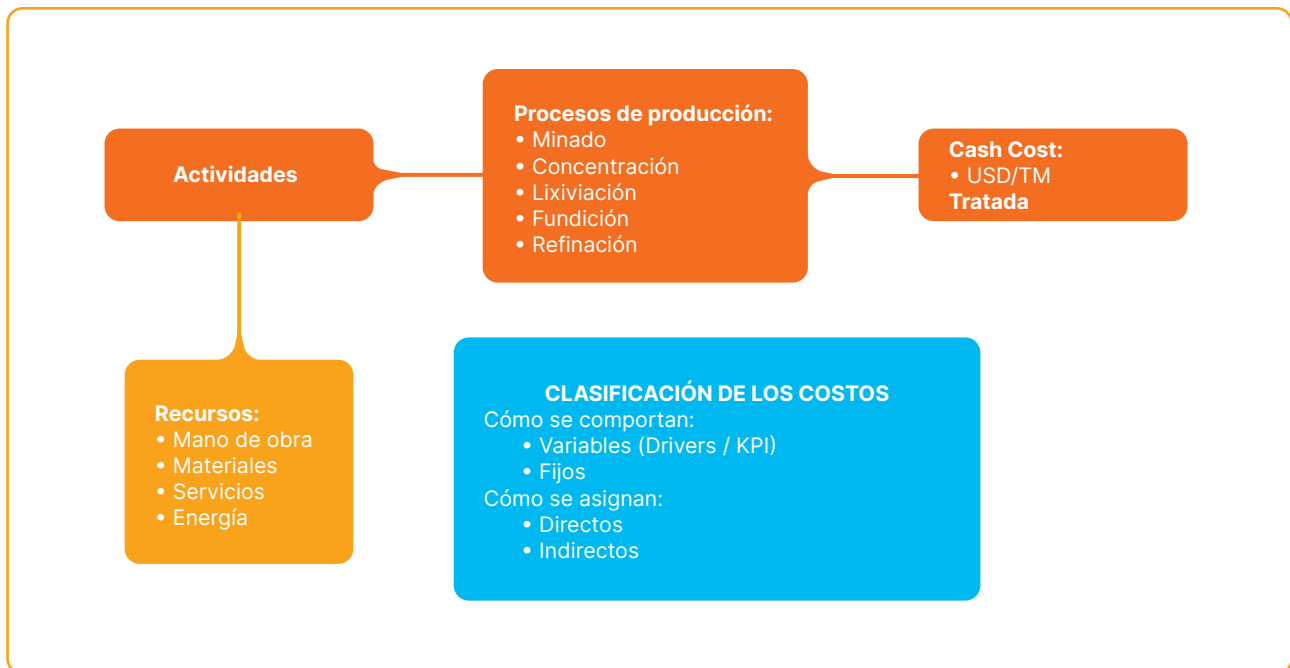 Actividades
Procesos de producción:
• Minado
• Concentración
• Lixiviación
• Fundición
• Refinación
Cash Cost:
• USD/TM
Tratada
Recursos:
• Mano de obra
• Materiales
• Servicios
• Energía
CLASIFICACIÓN DE LOS COSTOS
Cómo se comportan:
• Variables (Drivers / KPI)
• Fijos
Cómo se asignan:
• Directos
• Indirectos